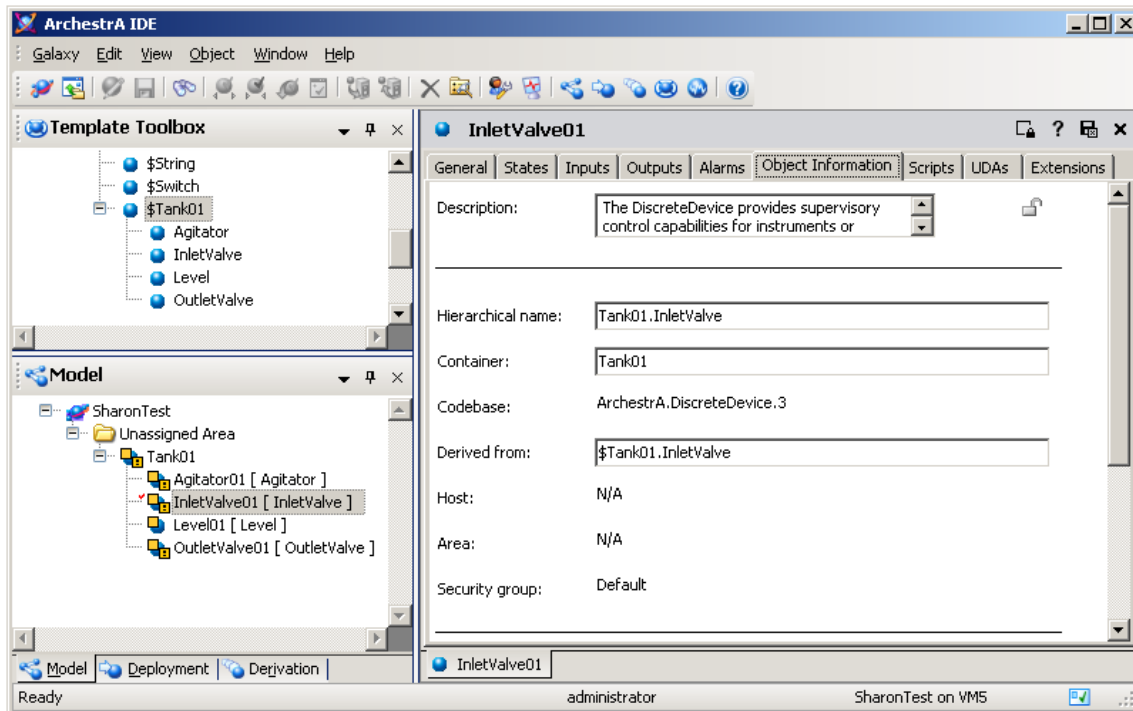 ArchestrA IDE
Galaxy Edit View Object Window Help
Template Toolbox
$String
$Switch
$Tank01
Agitator
InletValve
Level
OutletValve
Model
SharonTest
Unassigned Area
Tank01
Agitator01 [ Agitator ]
InletValve01 [ InletValve ]
Level01 [ Level ]
OutletValve01 [ OutletValve ]
Model Deployment Derivation
InletValve01
General States Inputs Outputs Alarms Object Information Scripts UDAs Extensions
Description: The DiscreteDevice provides supervisory
control capabilities for instruments or
Hierarchical name: Tank01.InletValve
Container: Tank01
Codebase: ArchestrA.DiscreteDevice.3
Derived from: $Tank01.InletValve
Host: N/A
Area: N/A
Security group: Default
InletValve01
Ready administrator SharonTest on VM5